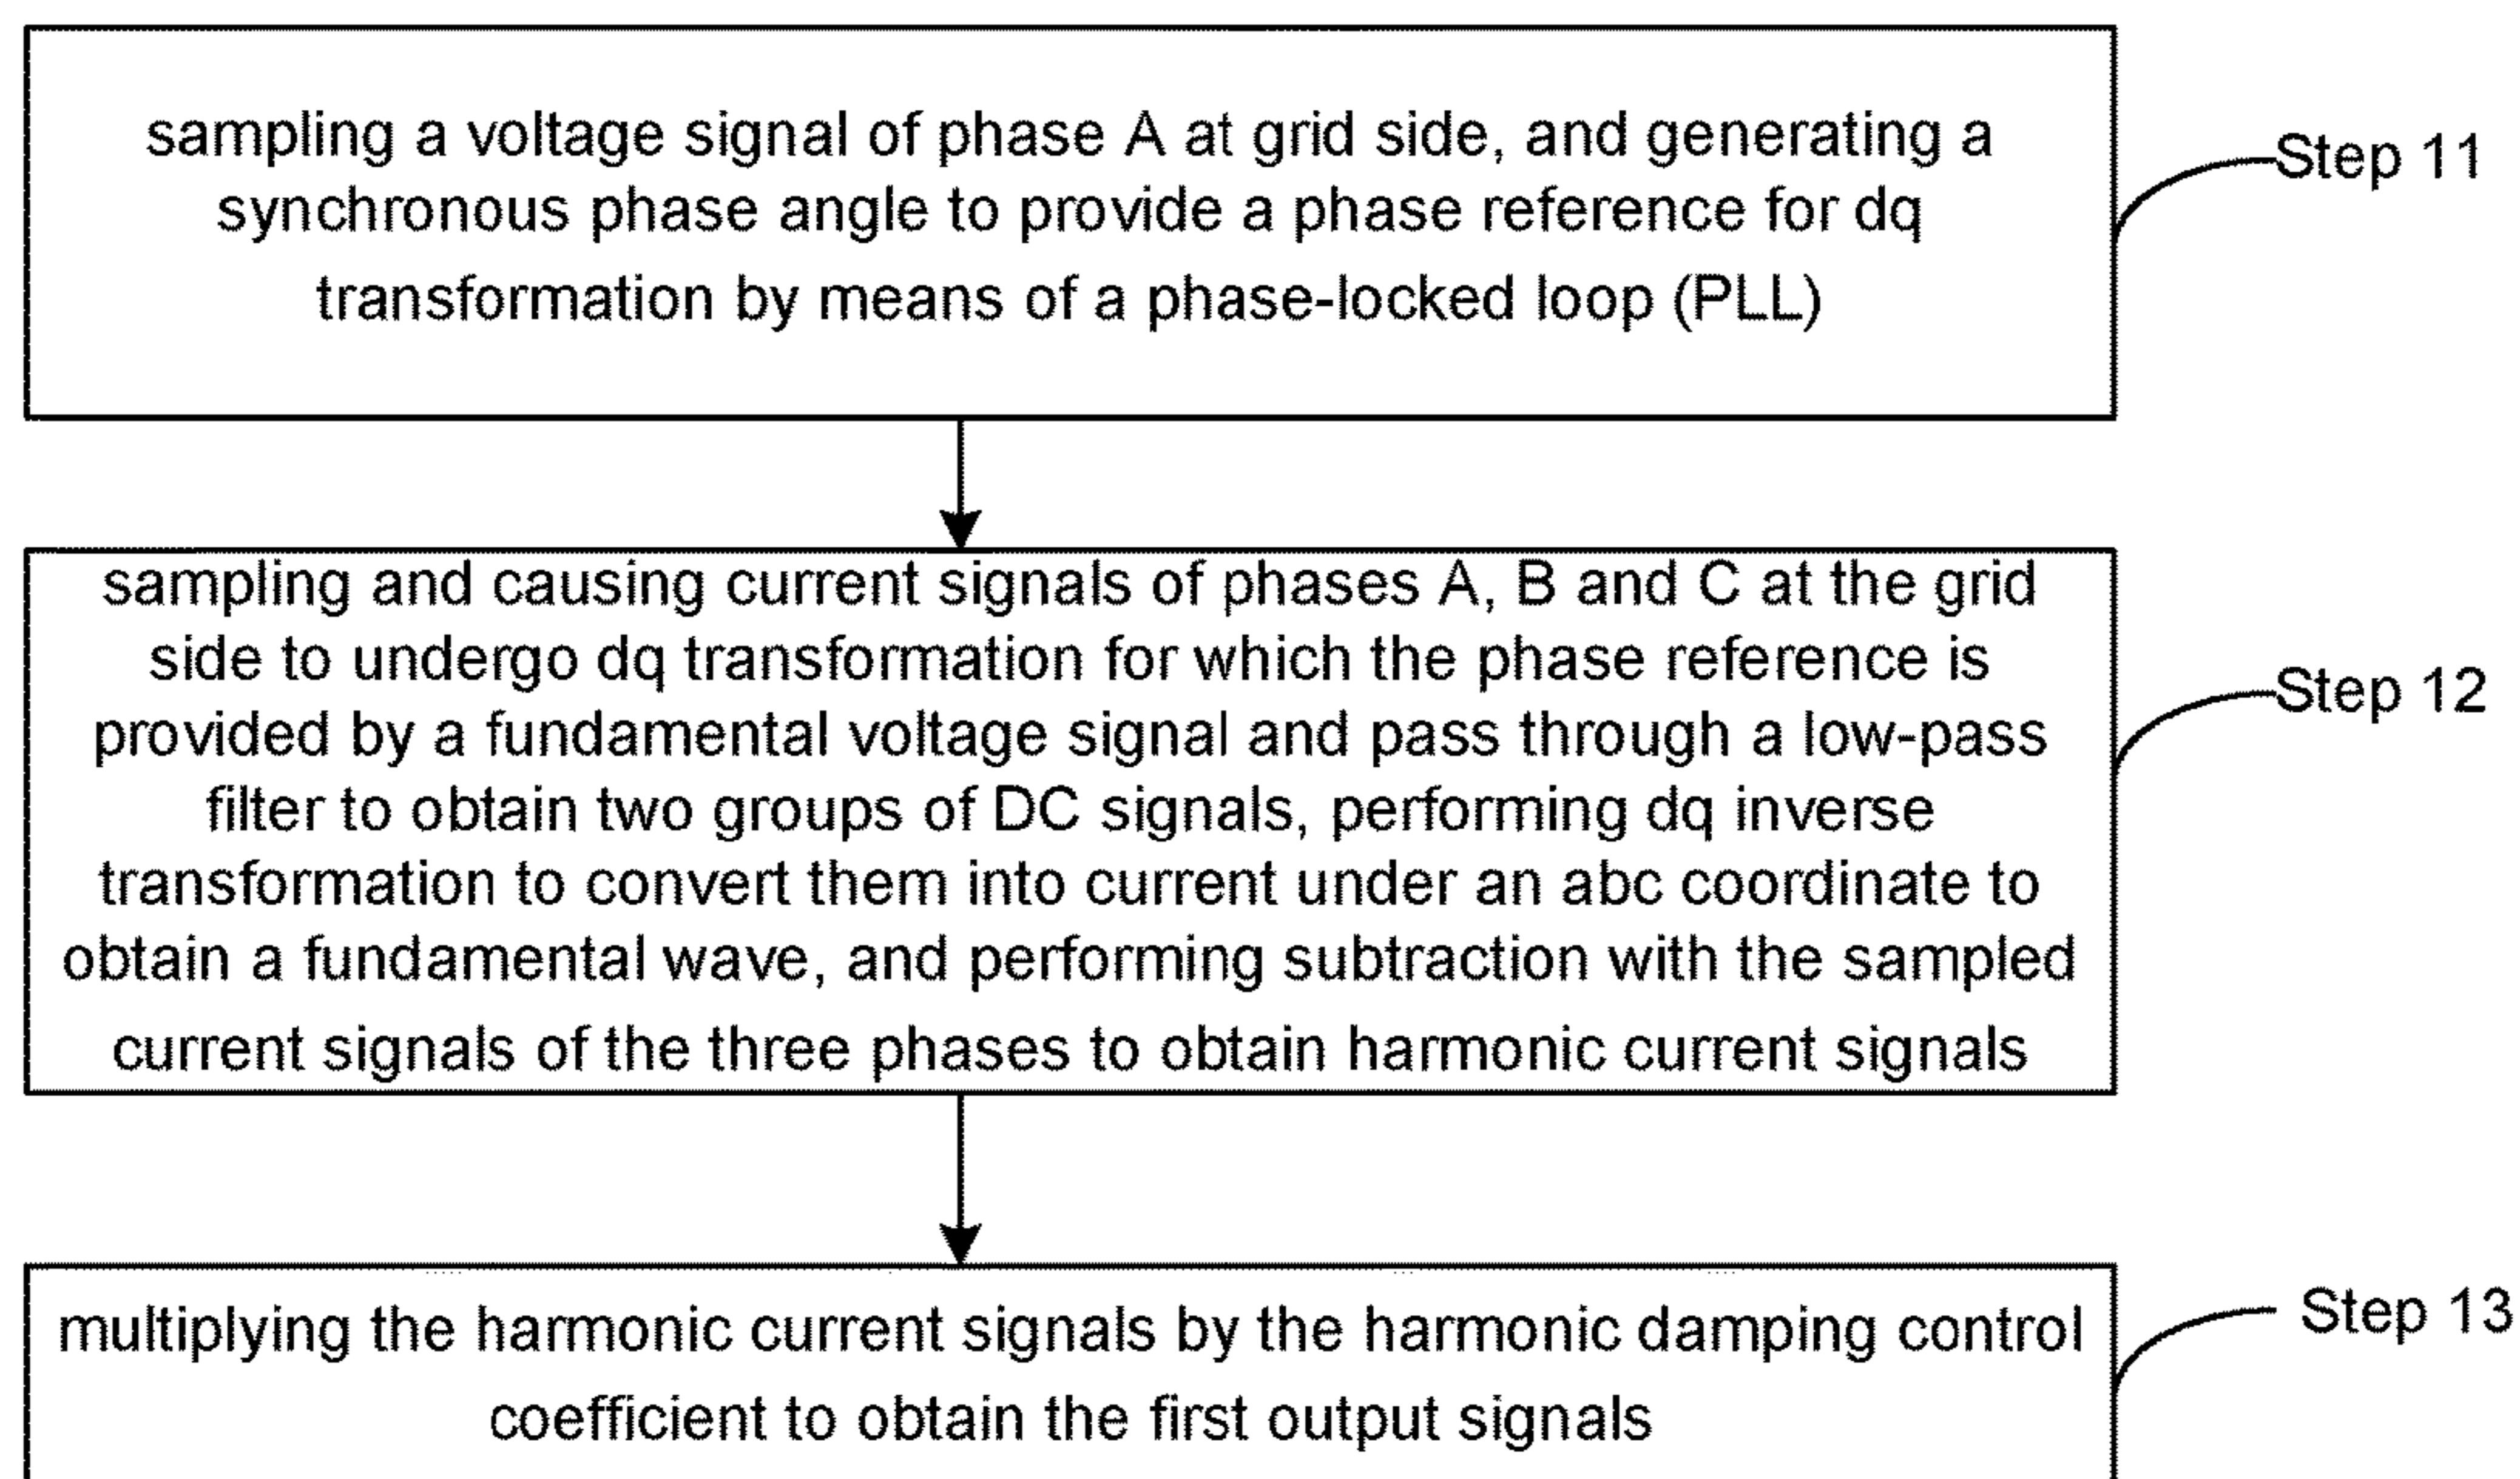 sampling a voltage signal of phase A at grid side, and generating a
synchronous phase angle to provide a phase reference for dq
transformation by means of a phase-locked loop (PLL)
Step 11
sampling and causing current signals of phases A, B and C at the grid
side to undergo dq transformation for which the phase reference is
provided by a fundamental voltage signal and pass through a low-pass
filter to obtain two groups of DC signals, performing dq inverse
transformation to convert them into current under an abc coordinate to
obtain a fundamental wave, and performing subtraction with the sampled
current signals of the three phases to obtain harmonic current signals
Step 12
multiplying the harmonic current signals by the harmonic damping control
coefficient to obtain the first output signals
Step 13